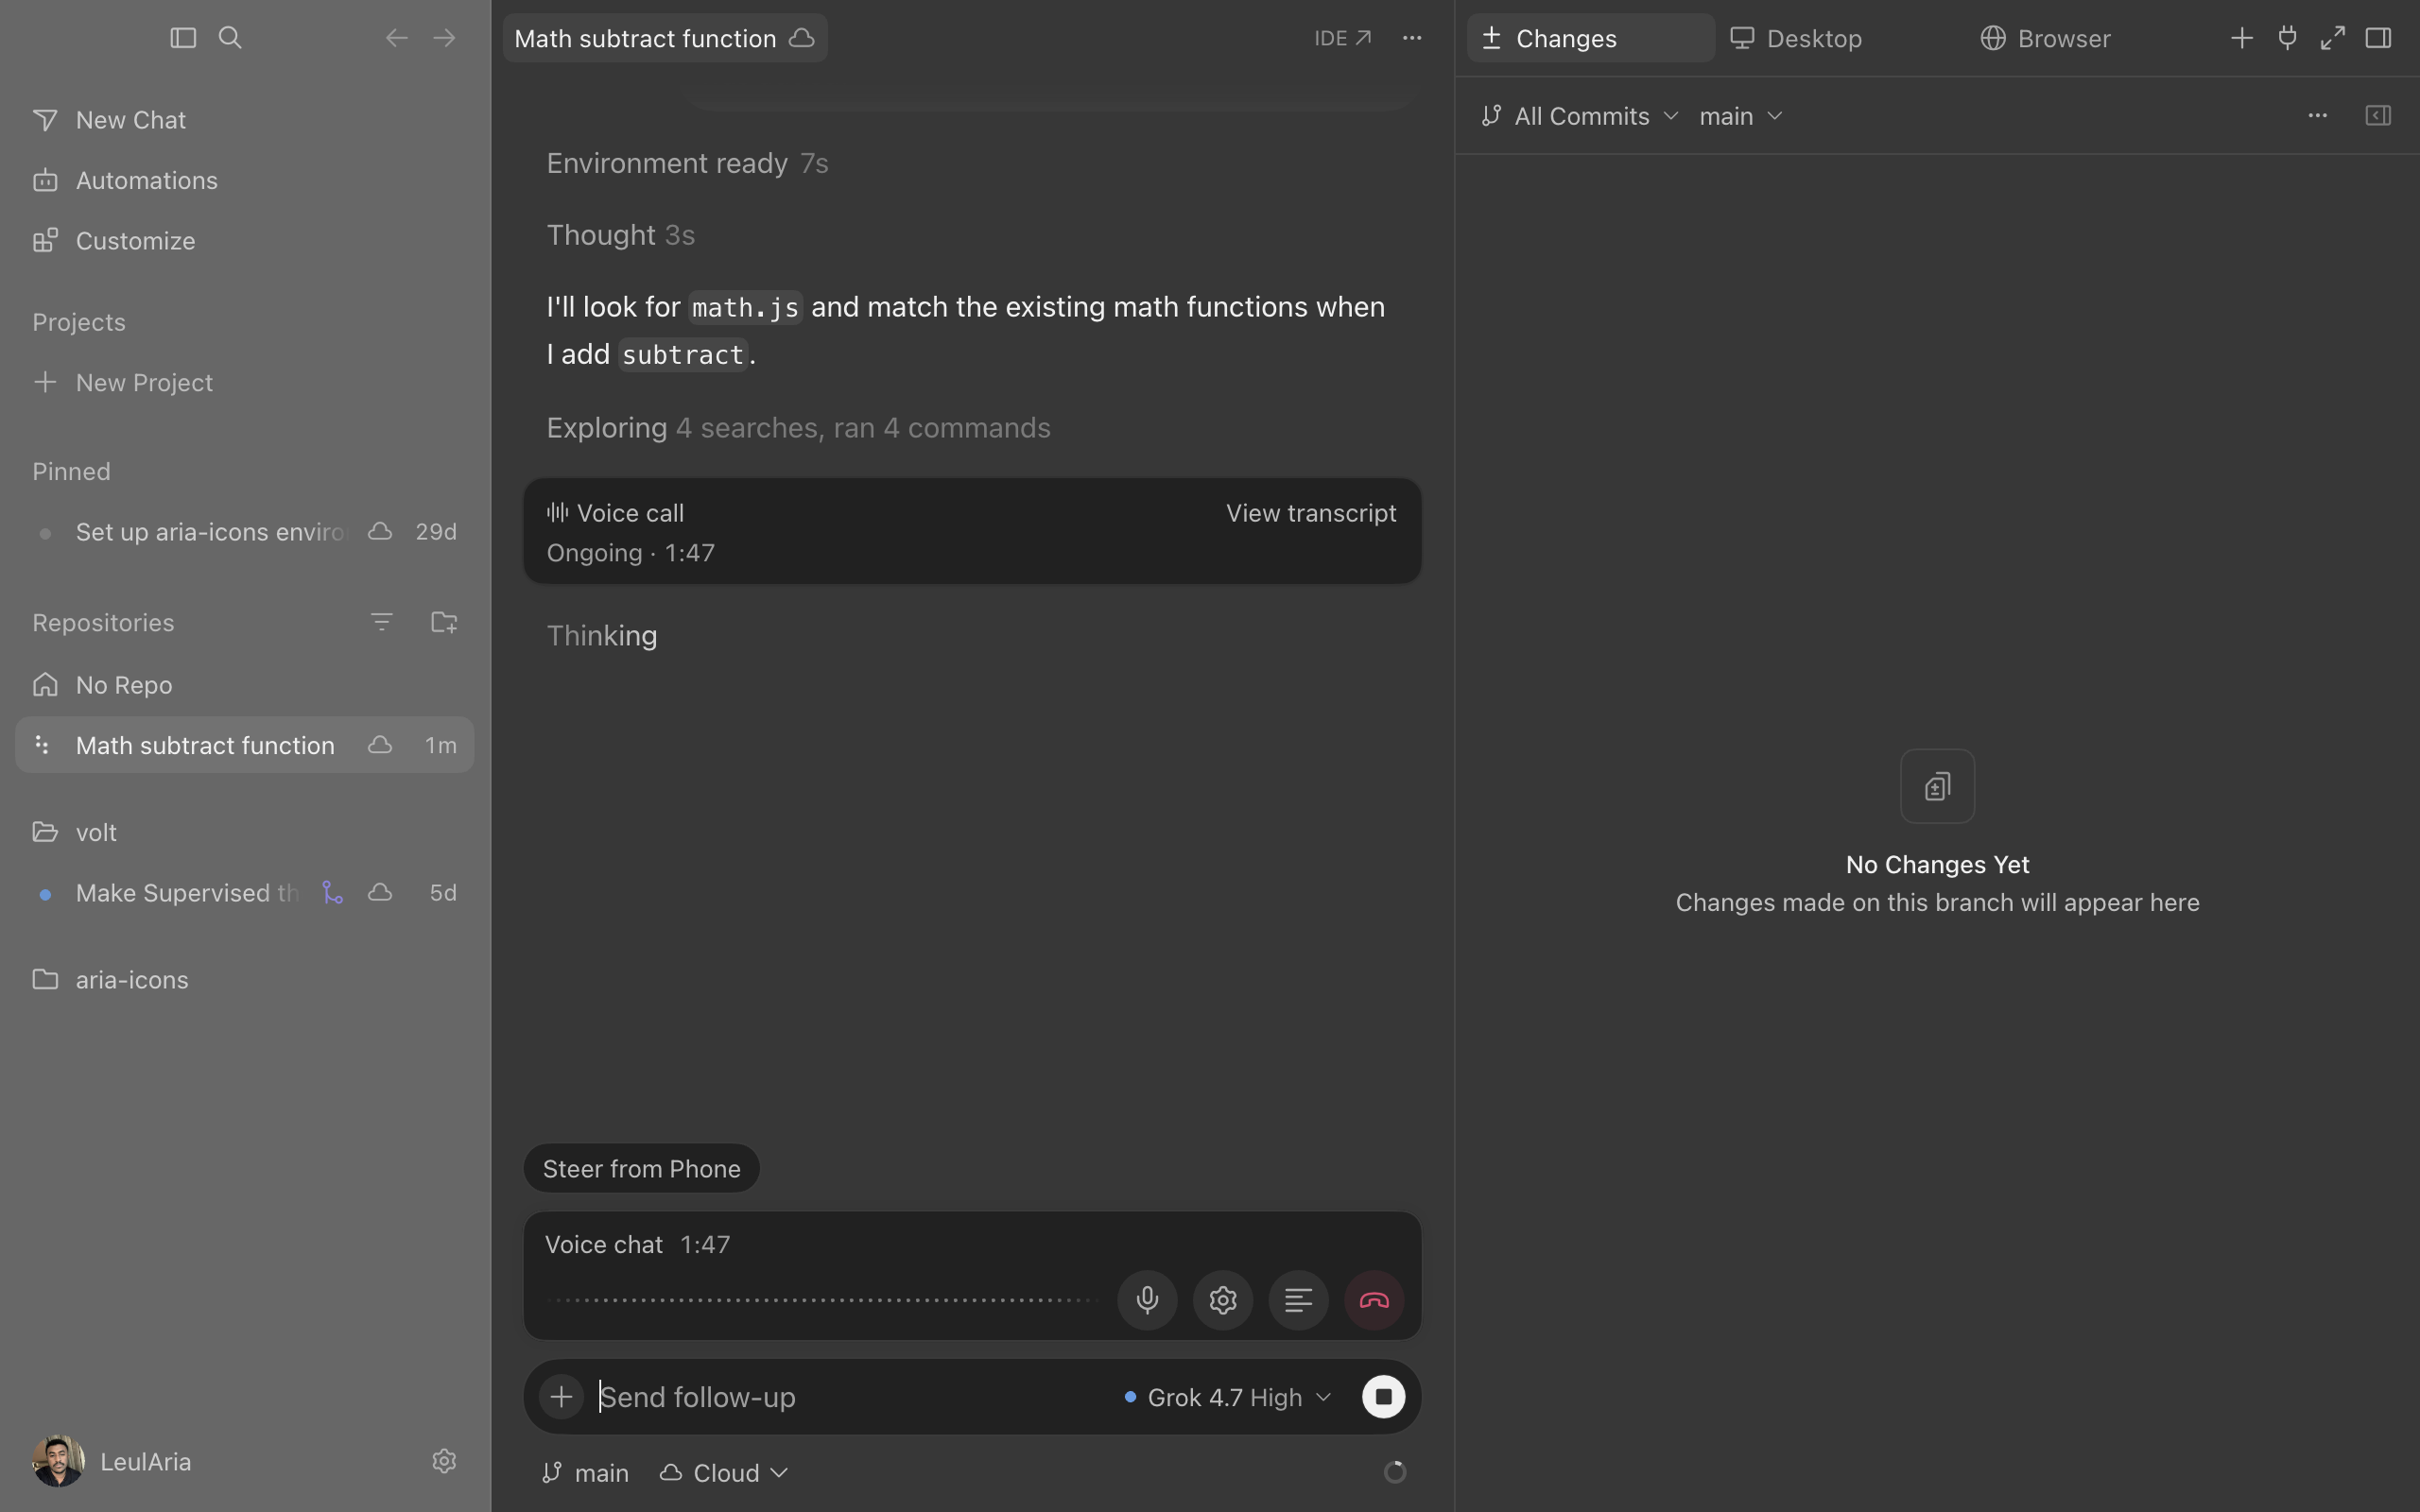 New Chat
Automations
Customize
Projects
New Project
Pinned
Set up aria-icons enviro
29d
Repositories
No Repo
Math subtract function
1m
volt
Make Supervised th
5d
aria-icons
LeulAria
Math subtract function
IDE
Environment ready 7s
Thought 3s
I'll look for math.js and match the existing math functions when
I add subtract.
Exploring 4 searches, ran 4 commands
Voice call
View transcript
Ongoing · 1:47
Thinking
Steer from Phone
Voice chat 1:47
Send follow-up
Grok 4.7 High
main
Cloud
Changes
Desktop
Browser
All Commits
main
No Changes Yet
Changes made on this branch will appear here